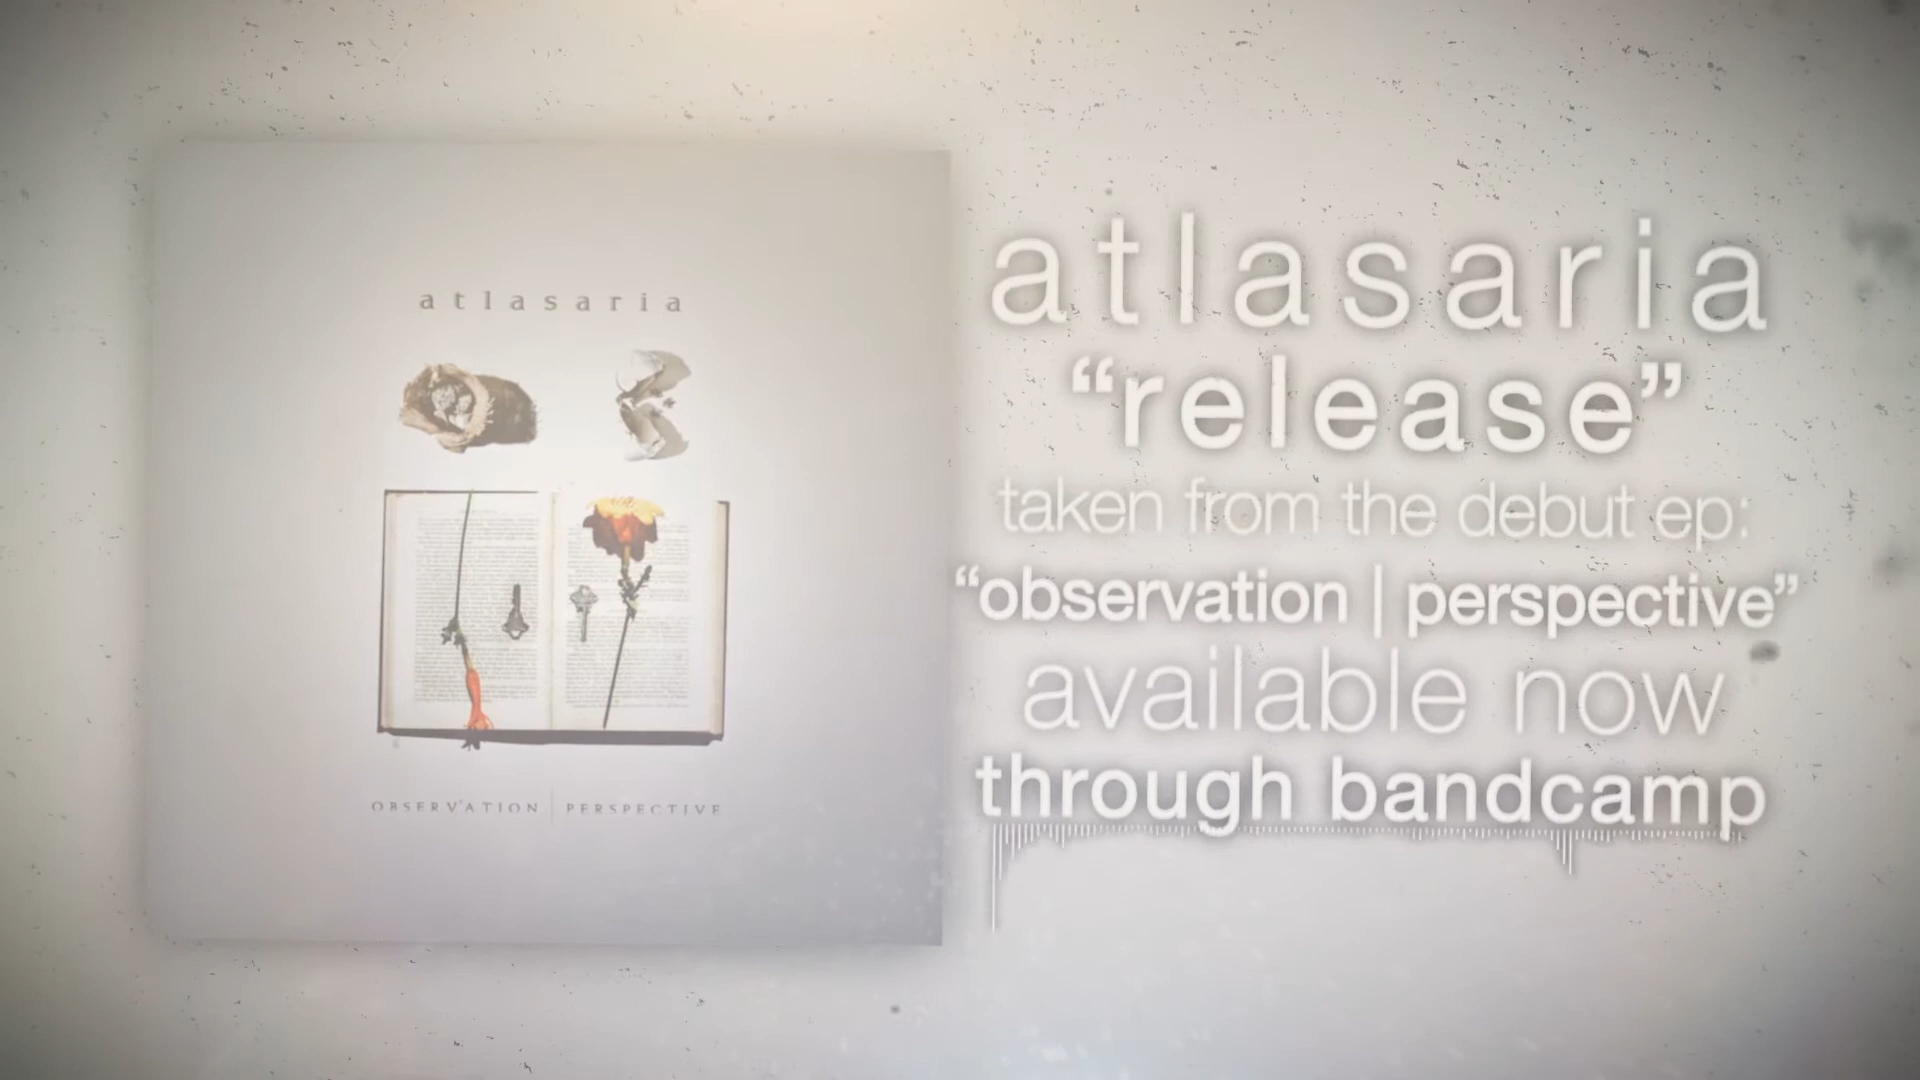 atlasaria
OBSERVATION | PERSPECTIVE
atlasaria
“release”
taken from the debut ep:
“observation | perspective”
available now
through bandcamp